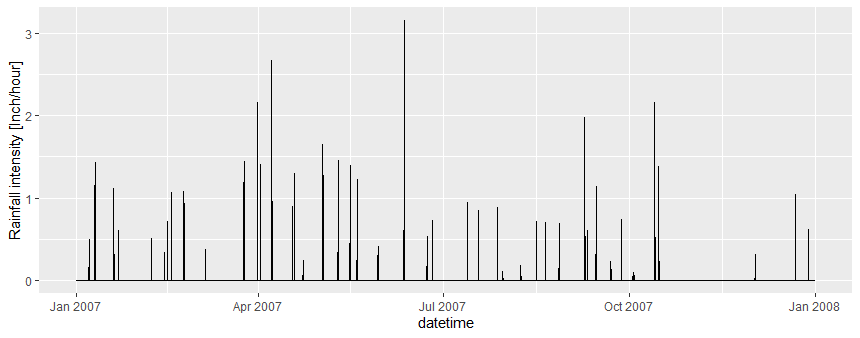 Rainfall intensity [Inch/hour]
3
2
1
0
Jan 2007
Apr 2007
Jul 2007
Oct 2007
Jan 2008
datetime